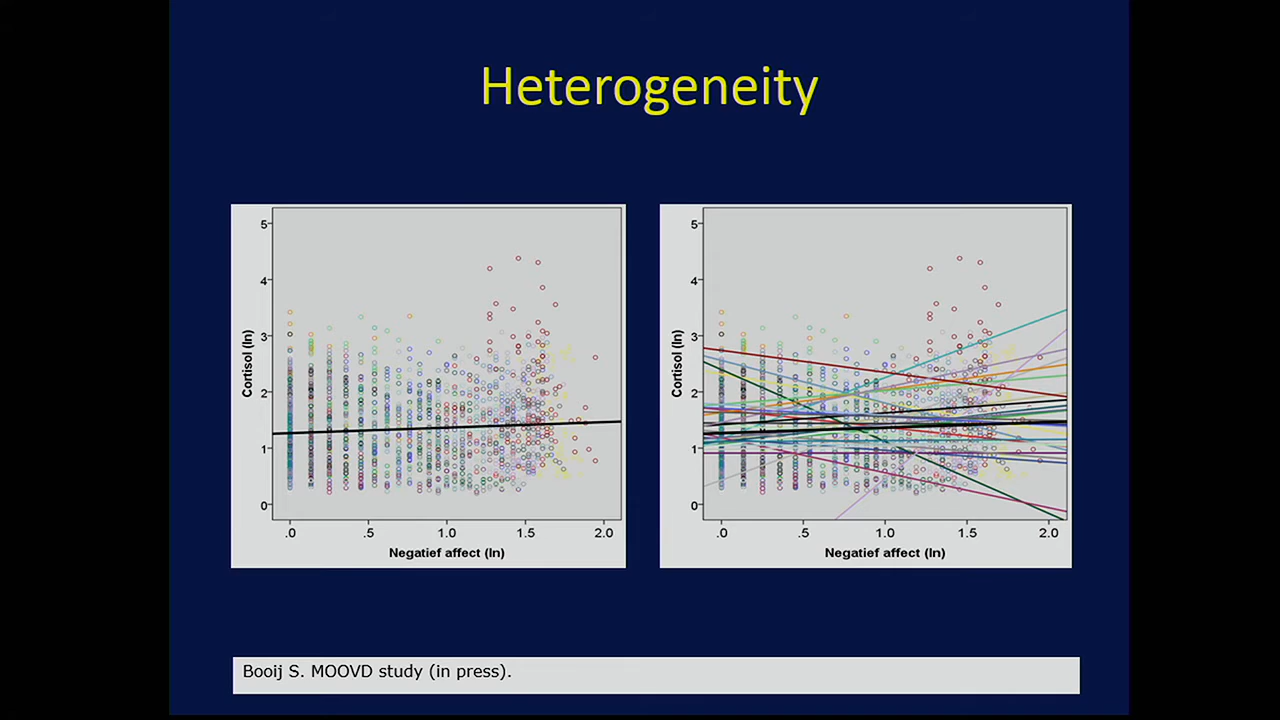 Heterogeneity
5
4
3
2
1
0
Cortisol (ln)
.0 .5 1.0 1.5 2.0
Negatief affect (ln)
5
4
3
2
1
0
Cortisol (ln)
.0 .5 1.0 1.5 2.0
Negatief affect (ln)
Booij S. MOOVD study (in press).